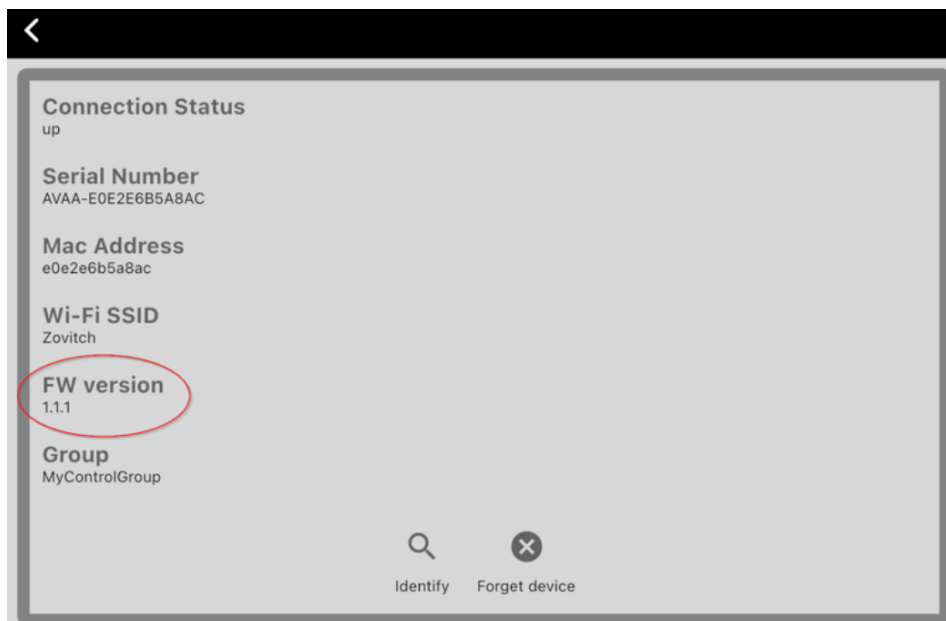 Connection Status
up
Serial Number
AVAA-E0E2E6B5A8AC
Mac Address
e0e2e6b5a8ac
Wi-Fi SSID
Zovitch
FW version
1.1.1
Group
MyControlGroup
Identify
Forget device